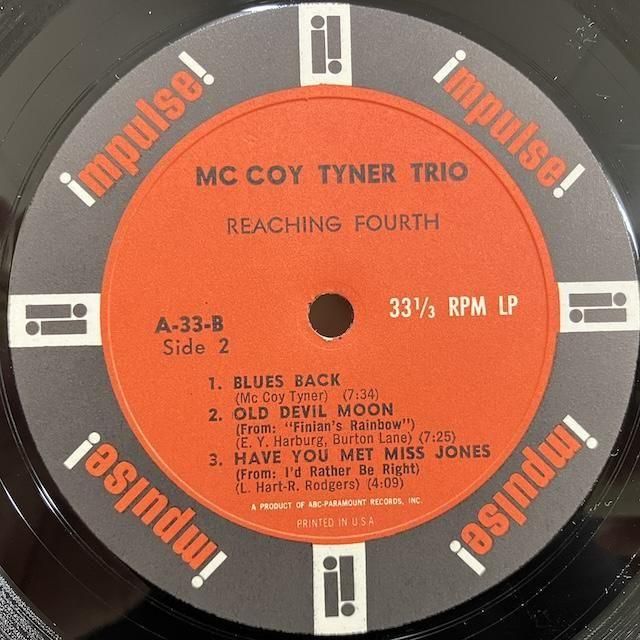 impulse!
impulse!
MC COY TYNER TRIO
REACHING FOURTH
A-33-B
Side 2
33 1/3 RPM LP
1. BLUES BACK
(Mc Coy Tyner) (7:34)
2. OLD DEVIL MOON
(From: "Finian's Rainbow")
(E. Y. Harburg, Burton Lane) (7:25)
3. HAVE YOU MET MISS JONES
(From: I'd Rather Be Right)
(L. Hart-R. Rodgers) (4:09)
A PRODUCT OF ABC-PARAMOUNT RECORDS, INC.
PRINTED IN U.S.A
impulse!
impulse!